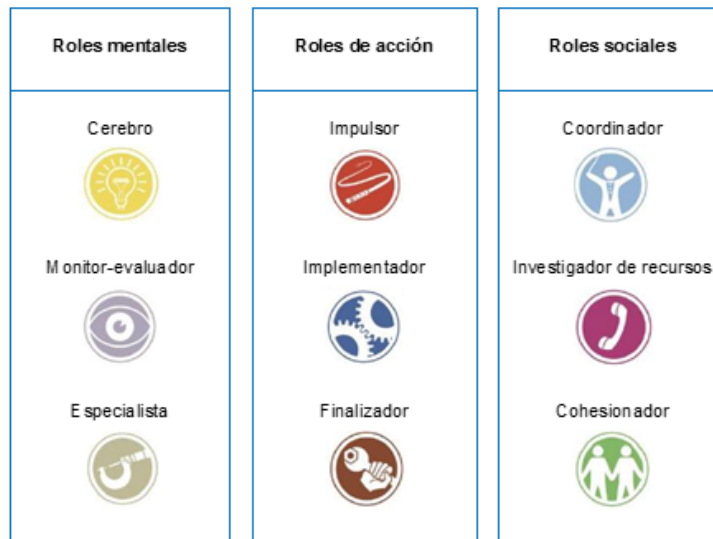 Roles mentales
Cerebro
Monitor-evaluador
Especialista
Roles de acción
Impulsor
Implementador
Finalizador
Roles sociales
Coordinador
Investigador de recursos
Cohesionador